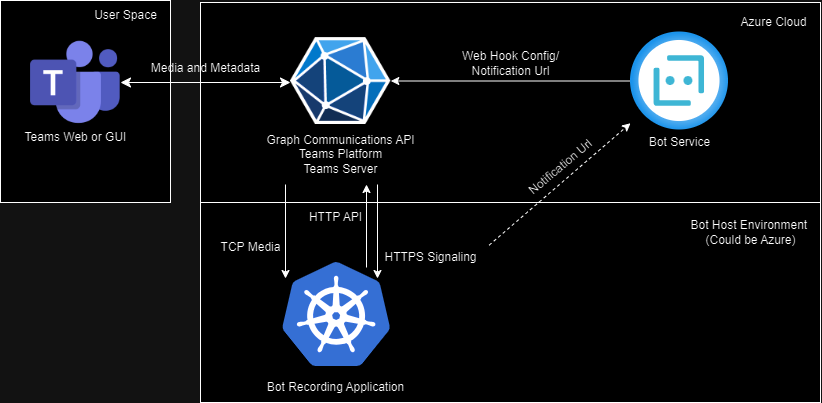 User Space
Azure Cloud
Media and Metadata
Web Hook Config/
Notification Url
T
Teams Web or GUI
Graph Communications API
Teams Platform
Teams Server
Bot Service
Notification Url
HTTP API
Bot Host Environment
(Could be Azure)
TCP Media
HTTPS Signaling
Bot Recording Application